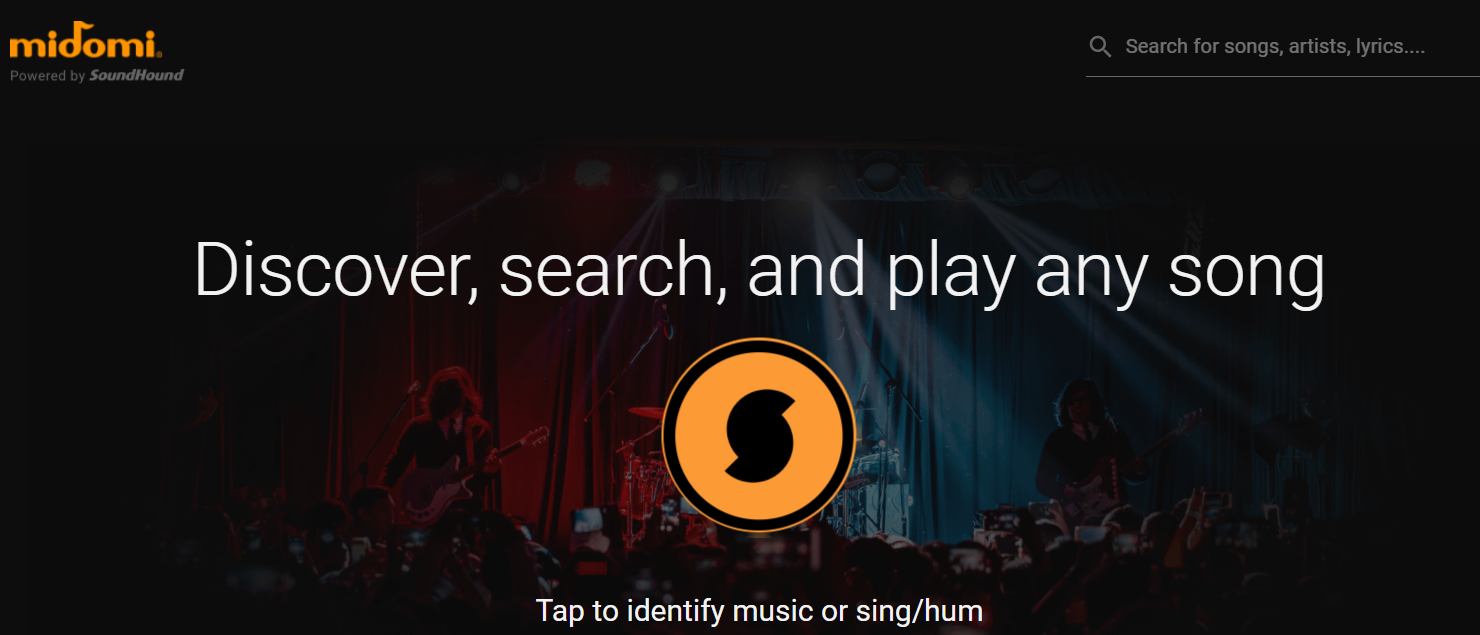 midomi®
Powered by SoundHound
Search for songs, artists, lyrics....
Discover, search, and play any song
Tap to identify music or sing/hum